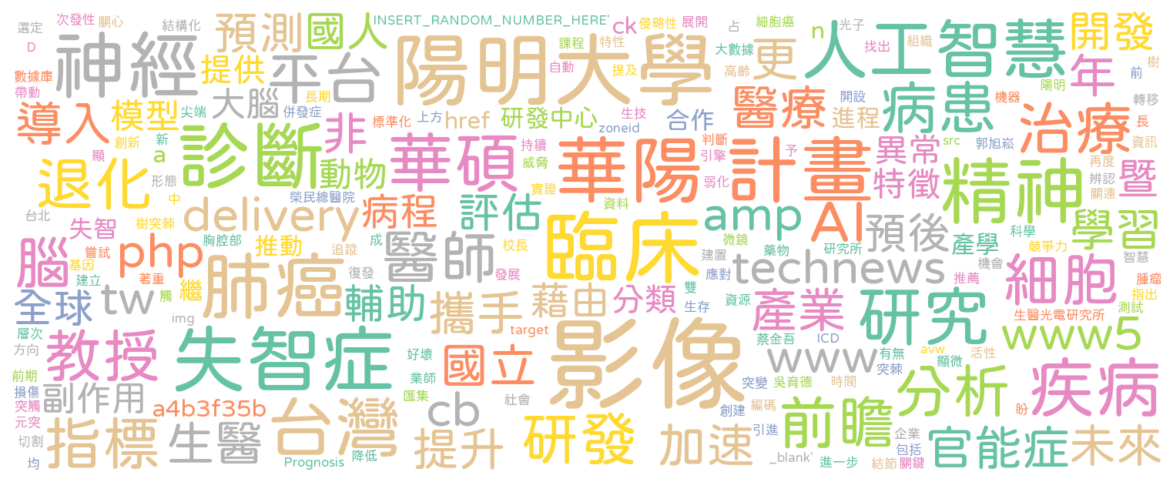 選定 次發性 關心 結構化 預測 國人 INSERT_RANDOM_NUMBER_HERE' ck 侵略性 展開 占 細胞癌 光子 n 開發
D 神經 提供 平台 陽明大學 課程 特性 自動 提及 大數據 高齡 更 人工智慧 找出 組織 年 陽明 前 樹
數據庫 帶動 導入 模型 尖端 大腦 併發症 長期 標準化 上方 href 研發中心 生技 zoneid 合作 醫療 開設 進程 病患 機器 治療 轉移 長 資訊
創新 新 a 顯 形態 中 退化 診斷 非 動物 華碩 持續 威脅 實證 資料 華陽 計畫 判斷 引擎 弱化 予 異常 特徵 src 郭旭崧 精神 再度 辨認 關連 暨
台北 失智 樹突棘 delivery 榮民總醫院 病程 評估 臨床 amp AI 預後 產學 科學 競爭力 智慧 學習
腦 嘗試 基因 建立 php 著重 胸腔部 推動 追蹤 成 醫師 校長 發展 微鏡 建置 應對 藥物 研究所 technews 機會 推薦 細胞 腫瘤 指出 測試
全球 tw 觸 繼 肺癌 復發 輔助 攜手 藉由 分類 雙 生存 資源 產業 ICD 研究 生醫光電研究所 www5
層次 方向 img 教授 失智症 好壞 業師 匯集 target 國立 社會 影像 蔡金吾 www 有無 突棘 avw 顯微 活性
前期 損傷 突觸 元突 副作用 a4b3f35b cb 突變 吳育德 時間 創建 編碼 分析 盼 疾病
切割 均 指標 生醫 台灣 Prognosis 降低 提升 研發 加速 引進 _blank' 前瞻 進一步 企業 包括 結節 關鍵 官能症 未來